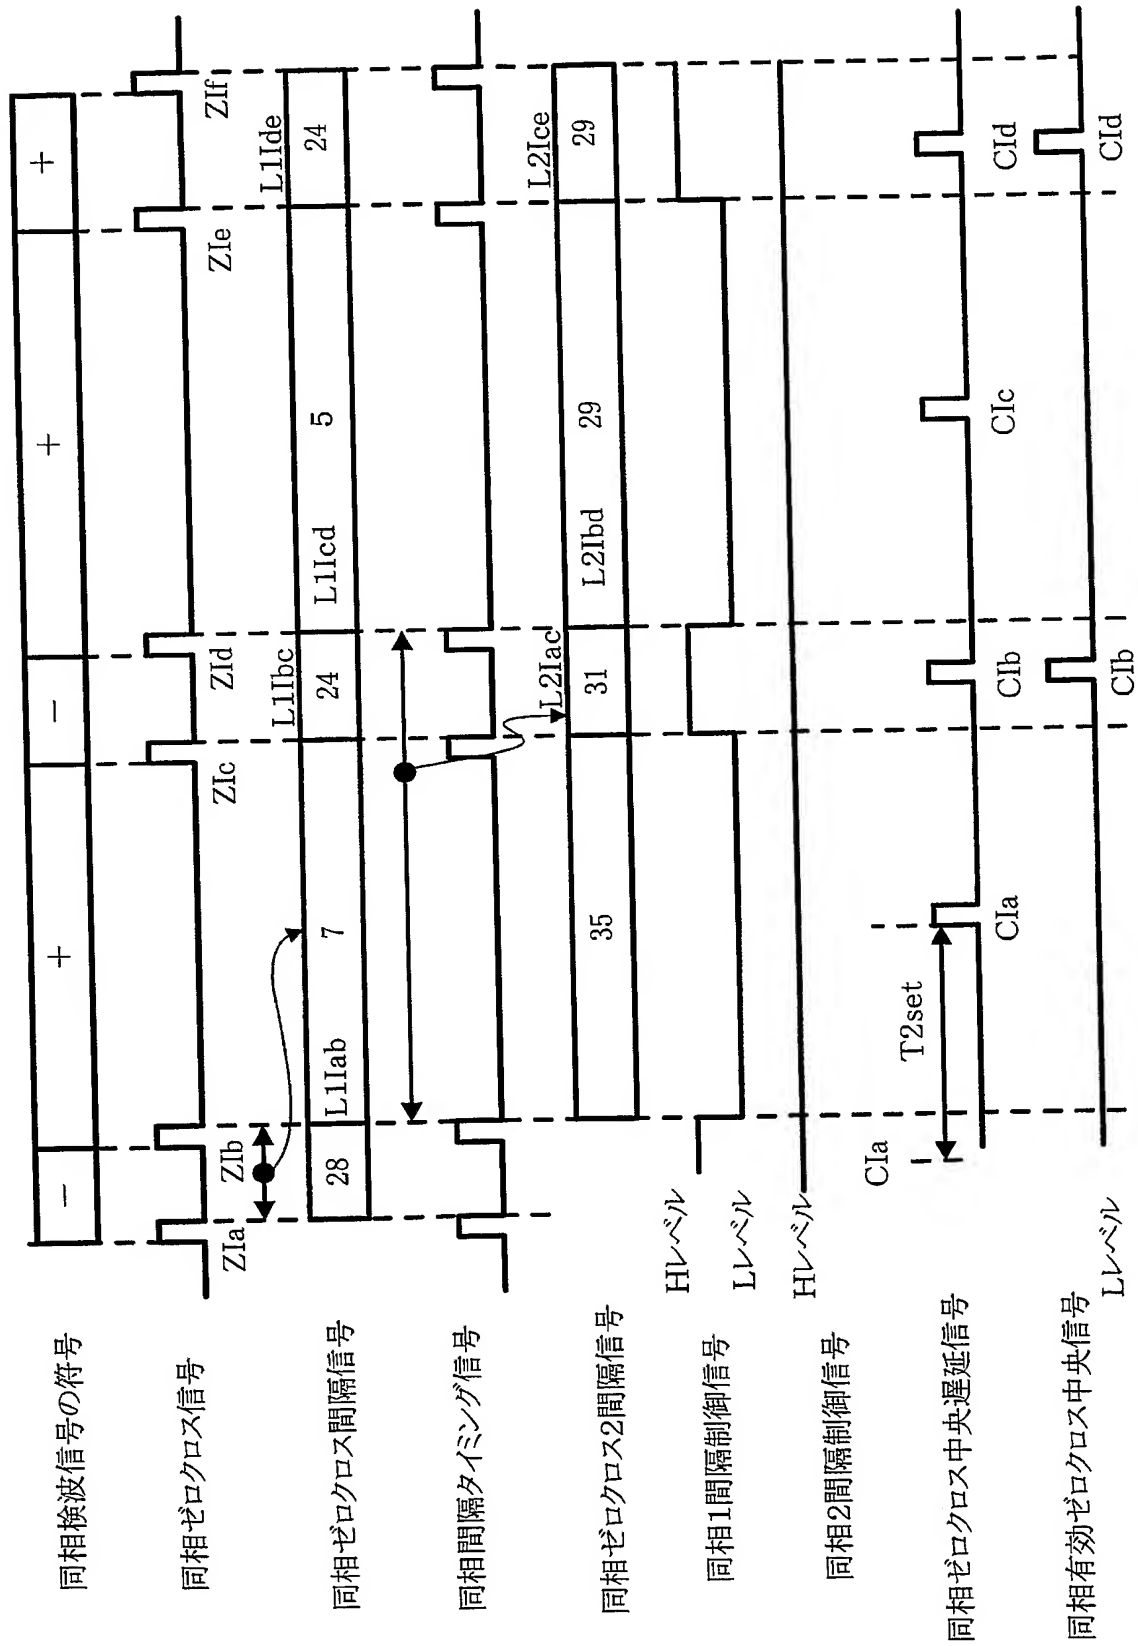 同相検波信号の符号
− + − + +
同相ゼロクロス信号
ZIa ZIb ZIc ZId ZIe ZIf
同相ゼロクロス間隔信号
28 L1Iab 7 L1Ibc 24 L1Icd 5 L1Ide 24
同相間隔タイミング信号
同相ゼロクロス2間隔信号
35 L2Iac 31 L2Ibd 29 L2Ice 29
同相1間隔制御信号
Hレベル
Lレベル
同相2間隔制御信号
Hレベル
同相ゼロクロス中央遅延信号
CIa T2set CIa CIb CIc CId
同相有効ゼロクロス中央信号
Lレベル
CIb CId